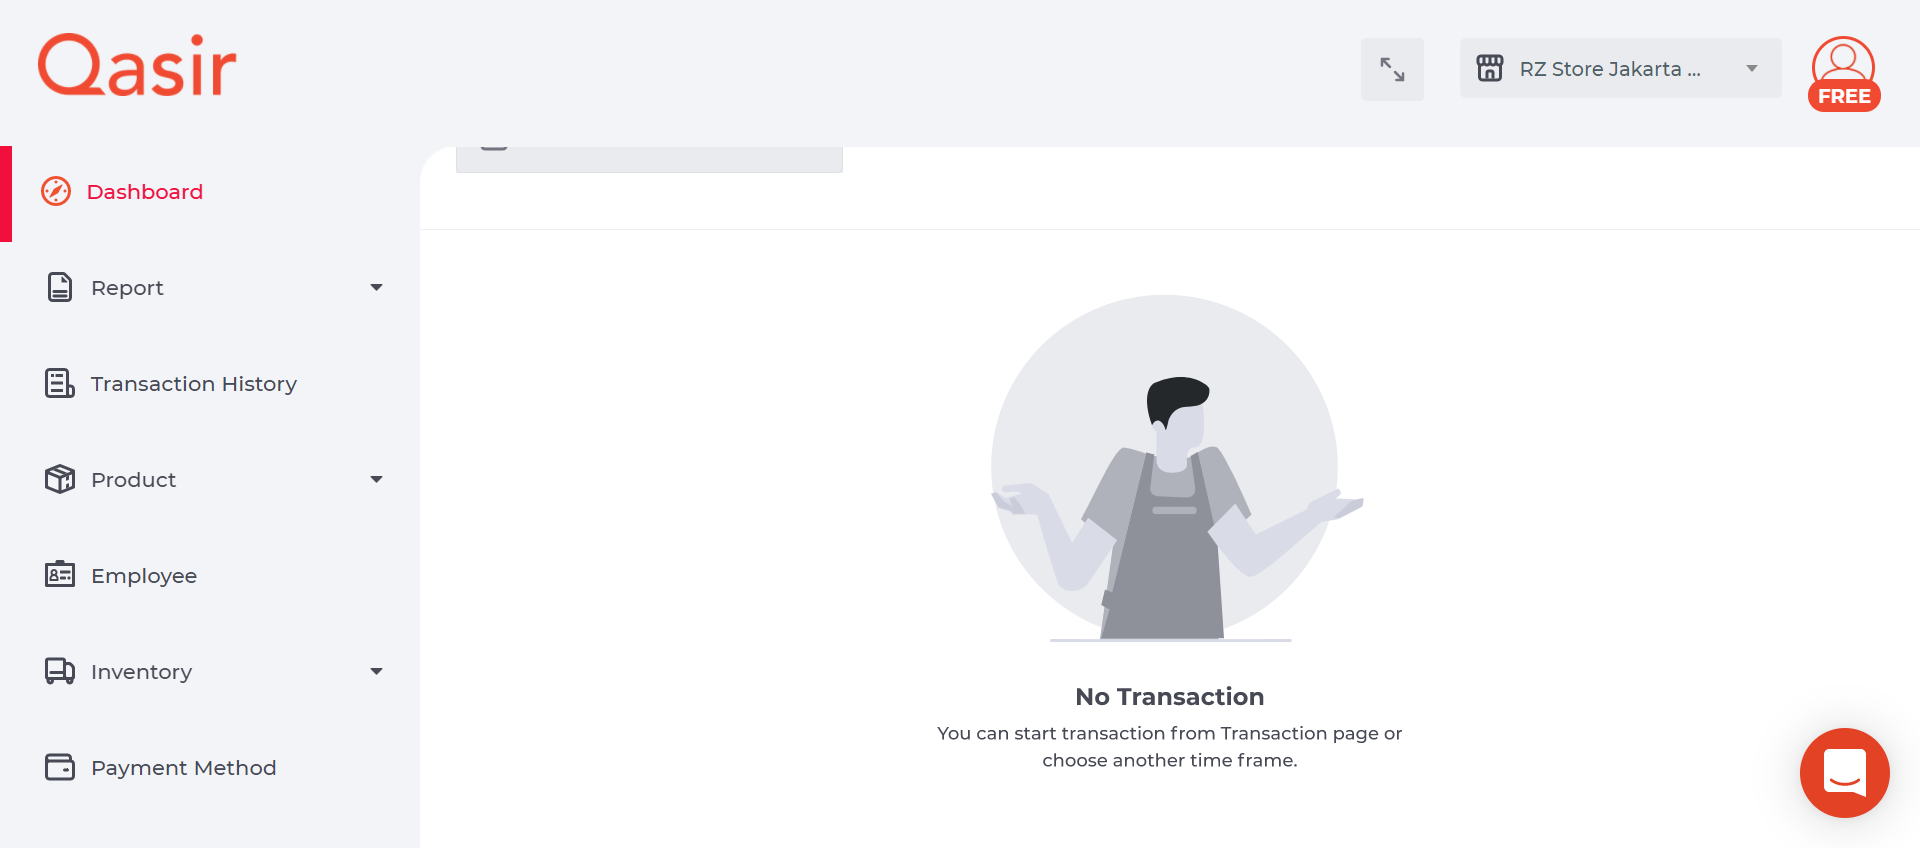 Qasir
RZ Store Jakarta ...
FREE
Dashboard
Report
Transaction History
Product
Employee
Inventory
Payment Method
No Transaction
You can start transaction from Transaction page or
choose another time frame.